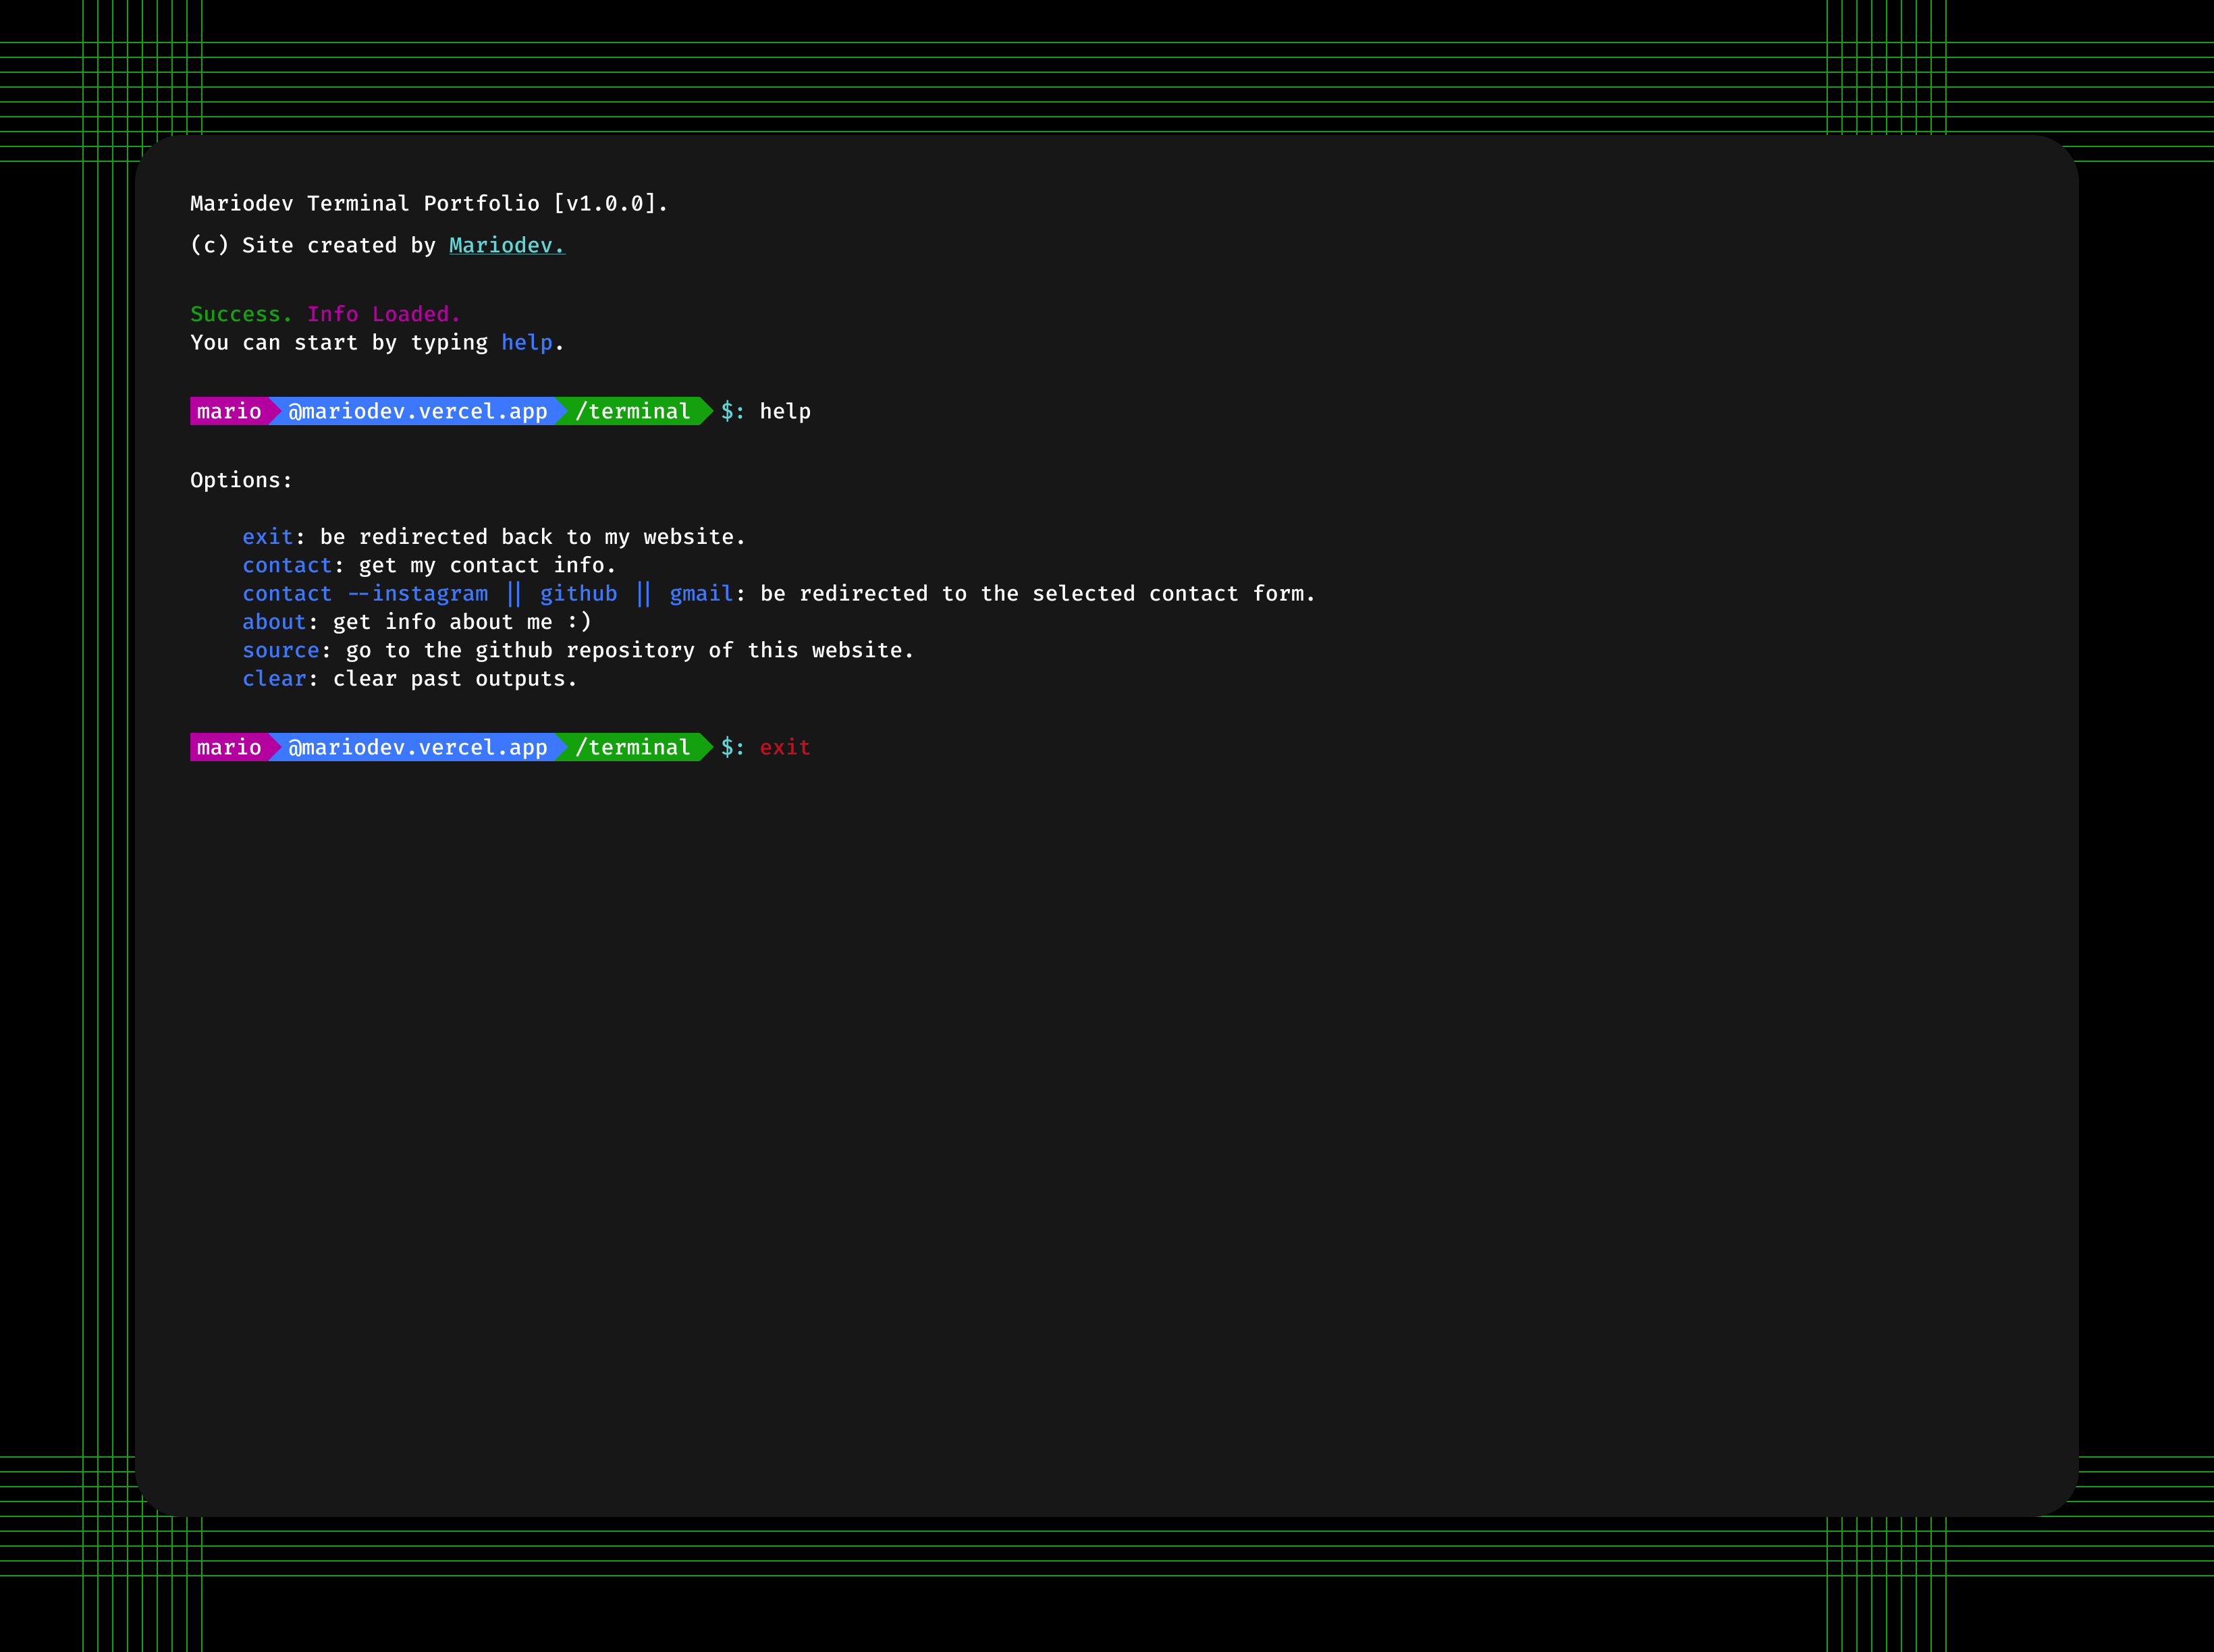 Mariodev Terminal Portfolio [v1.0.0].
(c) Site created by Mariodev.
Success. Info Loaded.
You can start by typing help.
mario @mariodev.vercel.app /terminal $: help
Options:
exit: be redirected back to my website.
contact: get my contact info.
contact --instagram || github || gmail: be redirected to the selected contact form.
about: get info about me :)
source: go to the github repository of this website.
clear: clear past outputs.
mario @mariodev.vercel.app /terminal $: exit